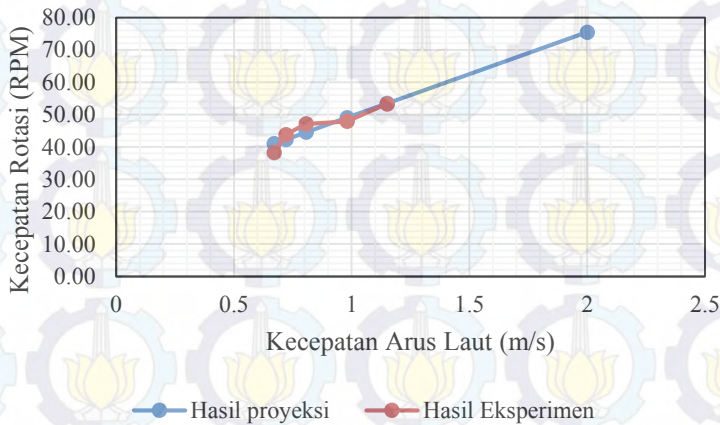 80.00
70.00
60.00
50.00
40.00
30.00
20.00
10.00
0.00
Kecepatan Rotasi (RPM)
0 0.5 1 1.5 2 2.5
Kecepatan Arus Laut (m/s)
Hasil proyeksi Hasil Eksperimen